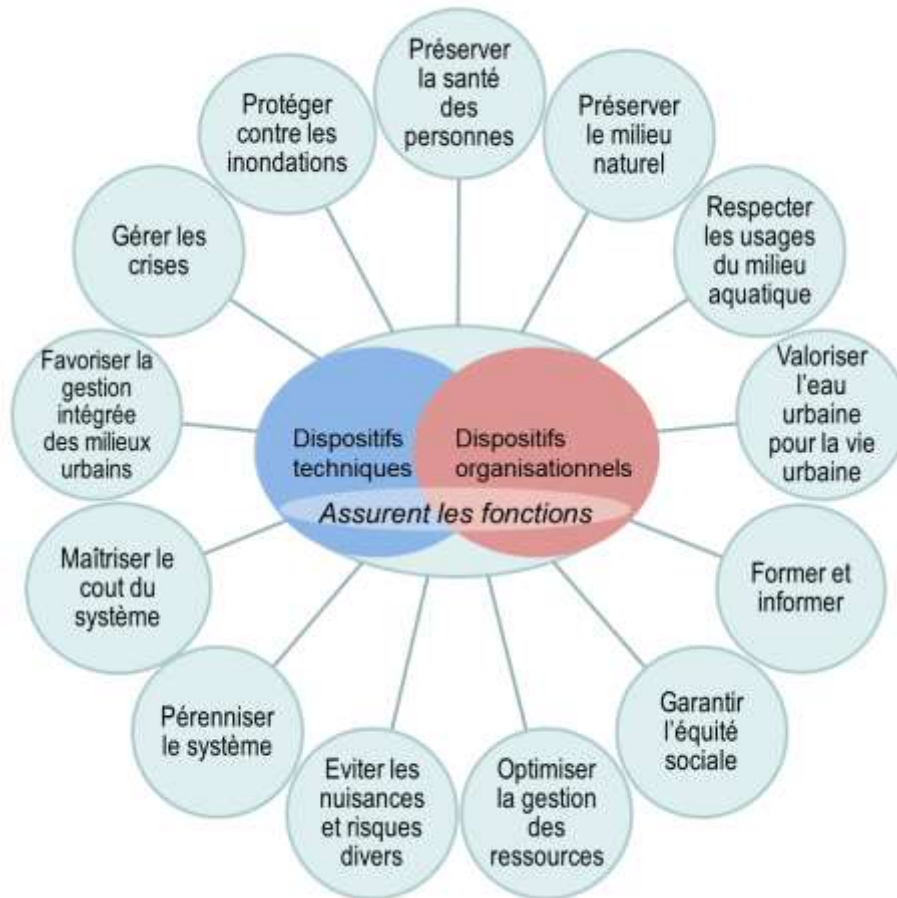 Préserver
la santé
des
personnes
Préserver
le milieu
naturel
Respecter
les usages
du milieu
aquatique
Valoriser
l'eau
urbaine
pour la vie
urbaine
Former et
informer
Garantir
l'équité
sociale
Optimiser
la gestion
des
ressources
Eviter les
nuisances
et risques
divers
Pérenniser
le système
Maîtriser le
cout du
système
Favoriser la
gestion
intégrée
des milieux
urbains
Gérer les
crises
Protéger
contre les
inondations
Dispositifs
techniques
Dispositifs
organisationnels
Assurent les fonctions